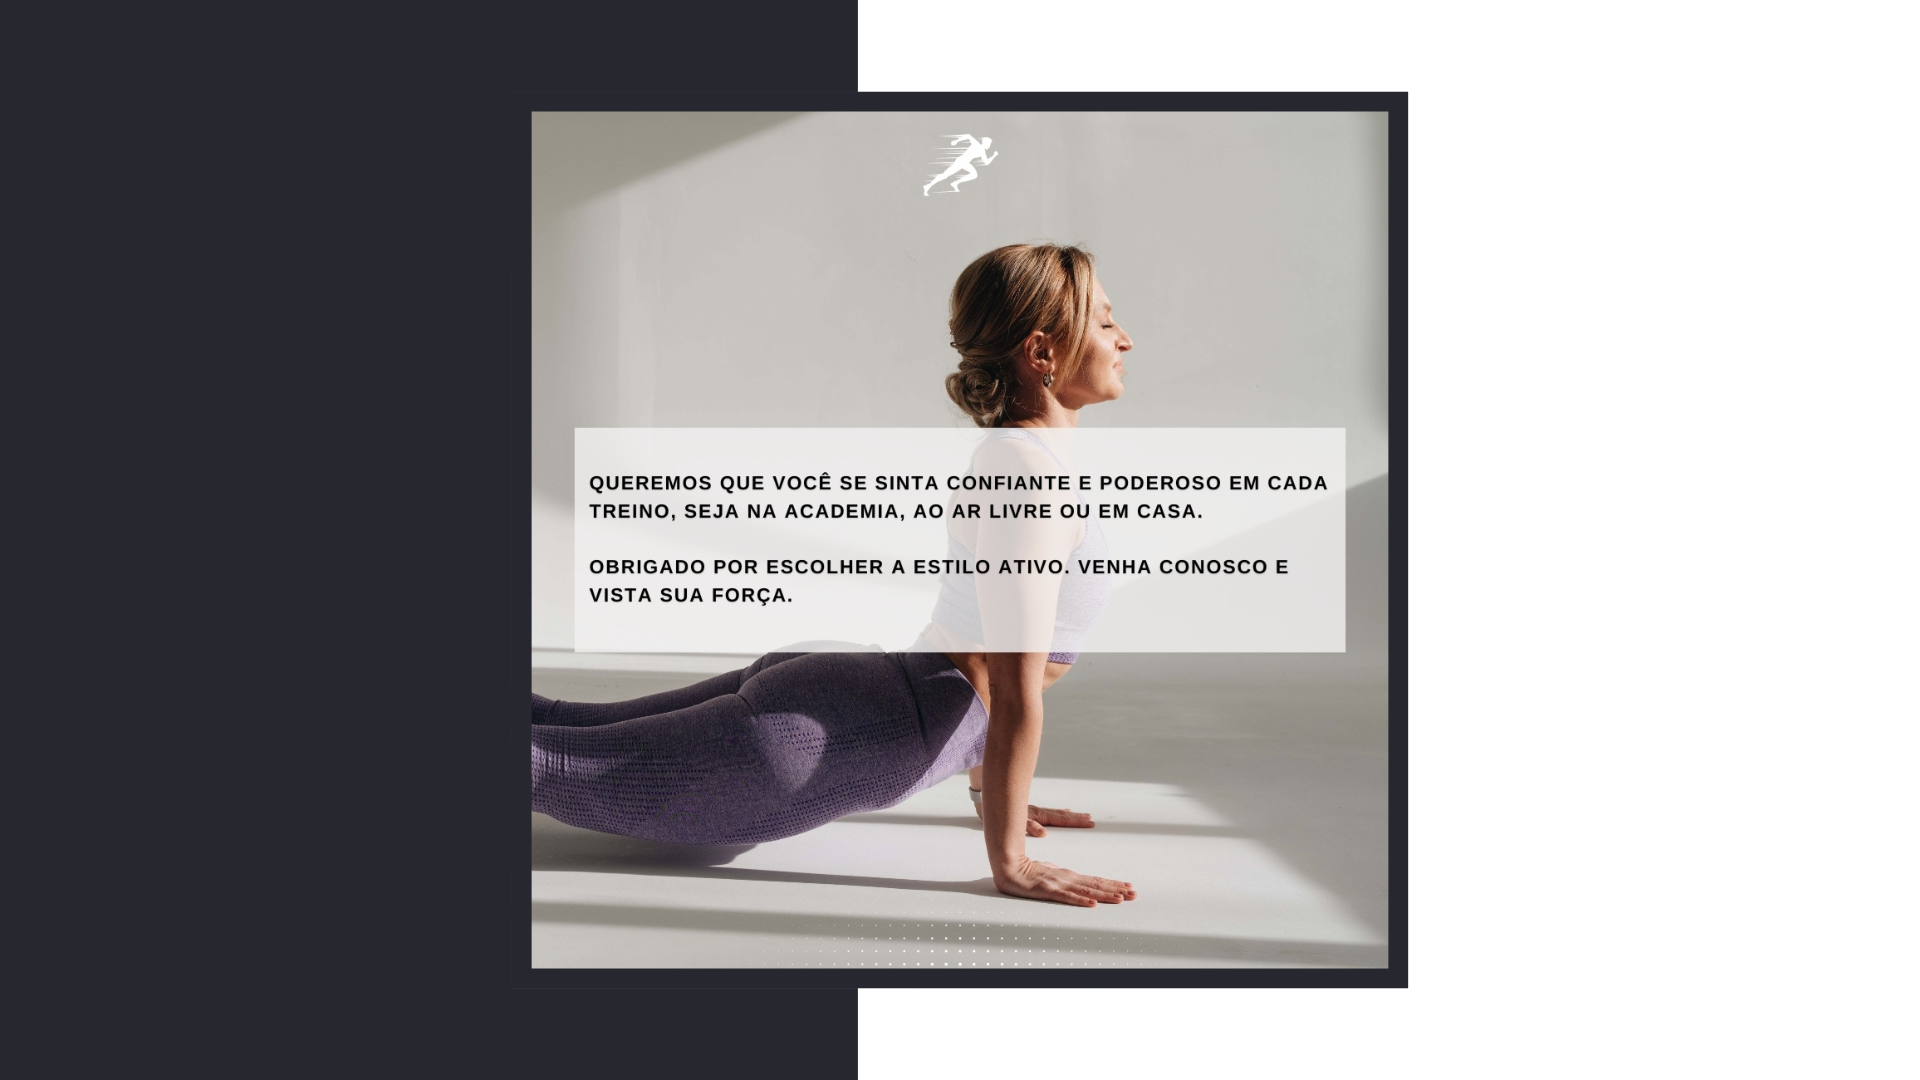 QUEREMOS QUE VOCÊ SE SINTA CONFIANTE E PODEROSO EM CADA
TREINO, SEJA NA ACADEMIA, AO AR LIVRE OU EM CASA.
OBRIGADO POR ESCOLHER A ESTILO ATIVO. VENHA CONOSCO E
VISTA SUA FORÇA.